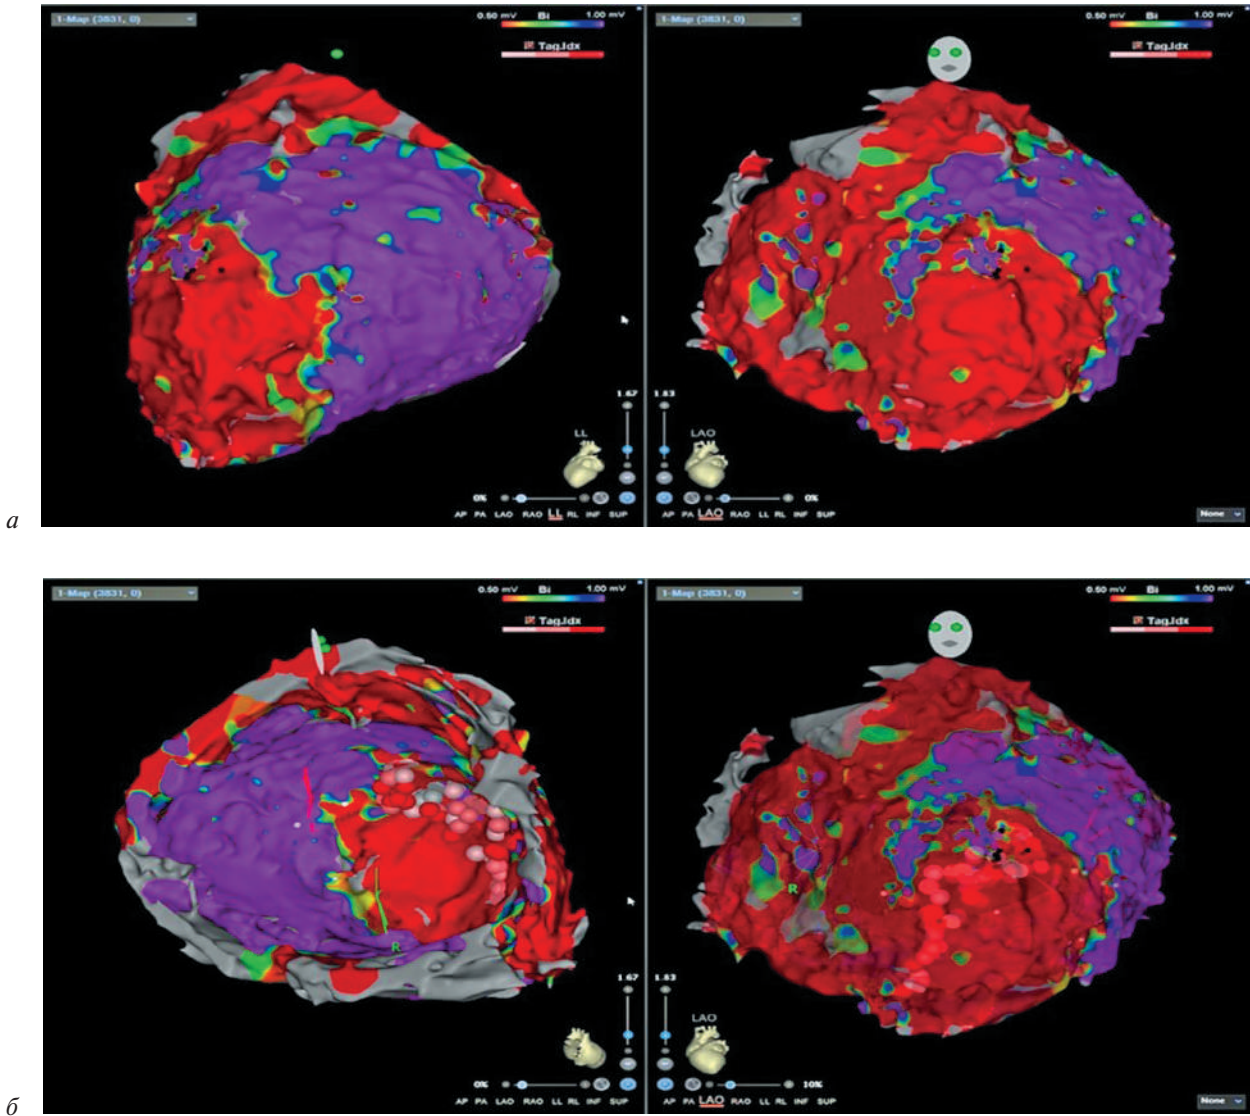 1-Map (3831, 0)
0.50 mV Bi 1.00 mV
Tag.Idx
1.67
LL
0%
AP PA LAO RAO LL RL INF SUP
0.50 mV Bi 1.00 mV
Tag.Idx
1.83
LAO
0%
AP PA LAO RAO LL RL INF SUP
None
а
1-Map (3831, 0)
0.50 mV Bi 1.00 mV
Tag.Idx
R
1.67
0%
AP PA LAO RAO LL RL INF SUP
1-Map (3831, 0)
0.50 mV Bi 1.00 mV
Tag.Idx
R
1.83
LAO
10%
AP PA LAO RAO LL RL INF SUP
None
б